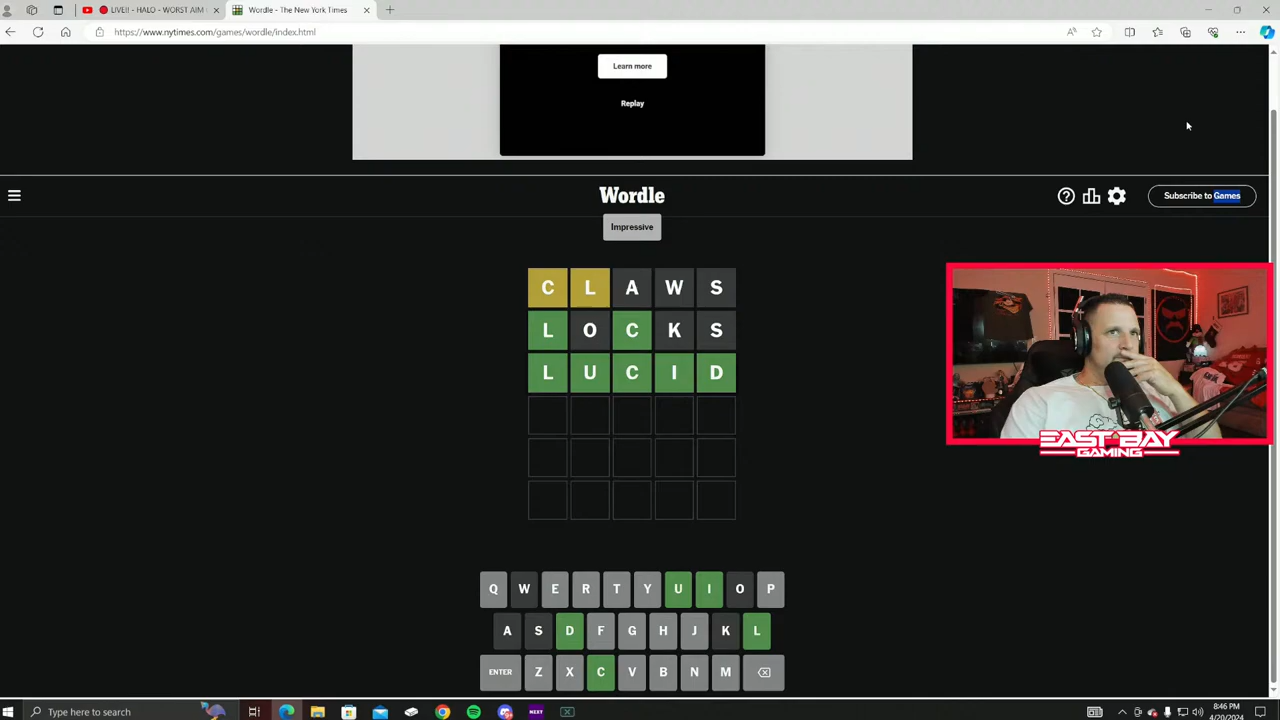 LIVE!! - HALO - WORST AIM
Wordle - The New York Times
https://www.nytimes.com/games/wordle/index.html
Learn more
Replay
Wordle
Subscribe to Games
Impressive
C L A W S
L O C K S
L U C I D
EAST BAY
GAMING
Q W E R T Y U I O P
A S D F G H J K L
ENTER Z X C V B N M
Type here to search
NEXT
8:46 PM
4/20/2024